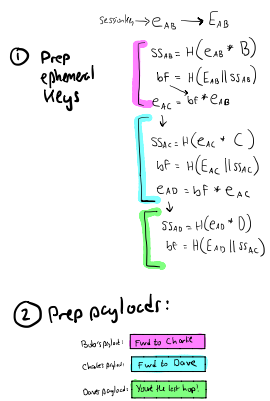 Session key → e_AB → E_AB
① Prep
ephemeral
keys
ss_AB = H(e_AB * B)
bf = H(E_AB || ss_AB)
e_AC = bf * e_AB
ss_AC = H(e_AC * C)
bf = H(E_AC || ss_AC)
e_AD = bf * e_AC
ss_AD = H(e_AD * D)
bf = H(E_AD || ss_AC)
② Prep payloads:
Bob's payload: Fwd to Charlie
Charlie's payload: Fwd to Dave
Dave's payload: You're the last hop!